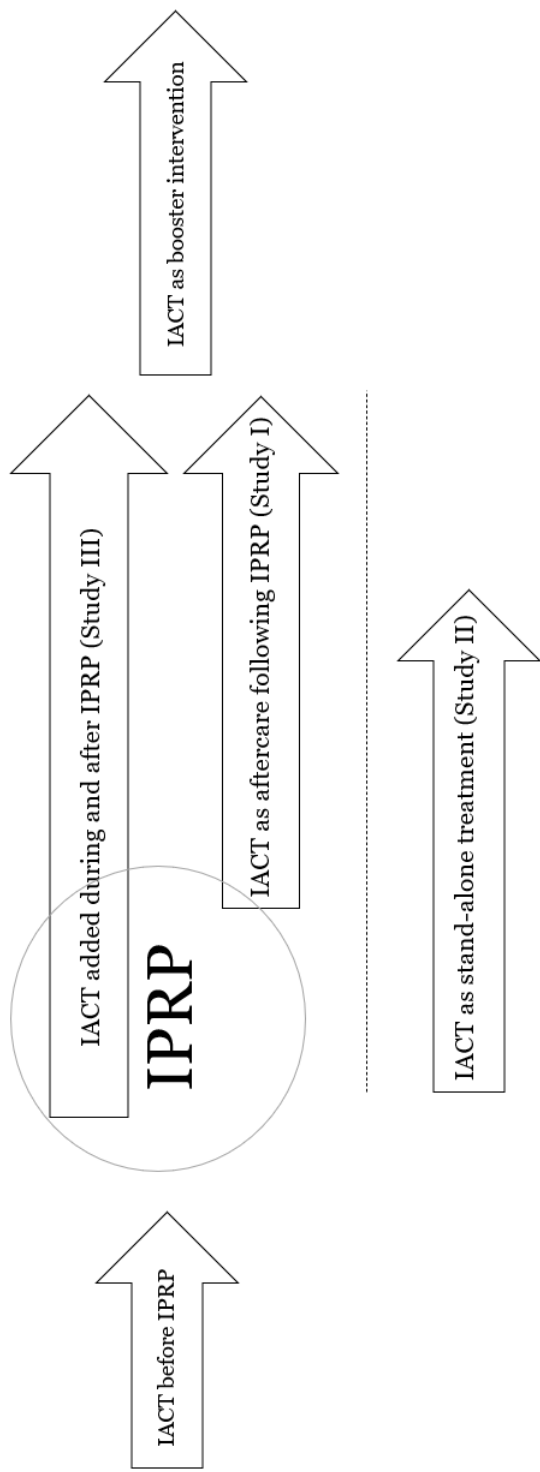 IACT before IPRP
IPRP
IACT added during and after IPRP (Study III)
IACT as aftercare following IPRP (Study I)
IACT as booster intervention
IACT as stand-alone treatment (Study II)